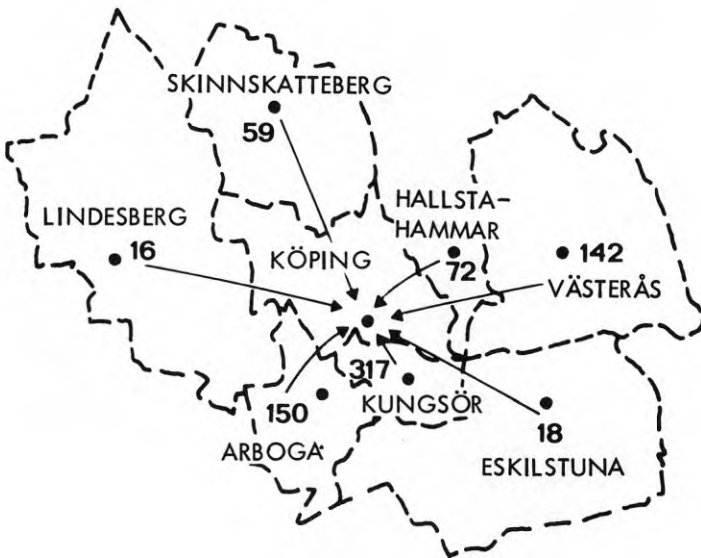 SKINNSKATTEBERG
59
LINDESBERG
16
HALLSTA-
HAMMAR
72
142
KÖPING
VÄSTERÅS
317
150
KUNGSÖR
18
ARBOGA
ESKILSTUNA